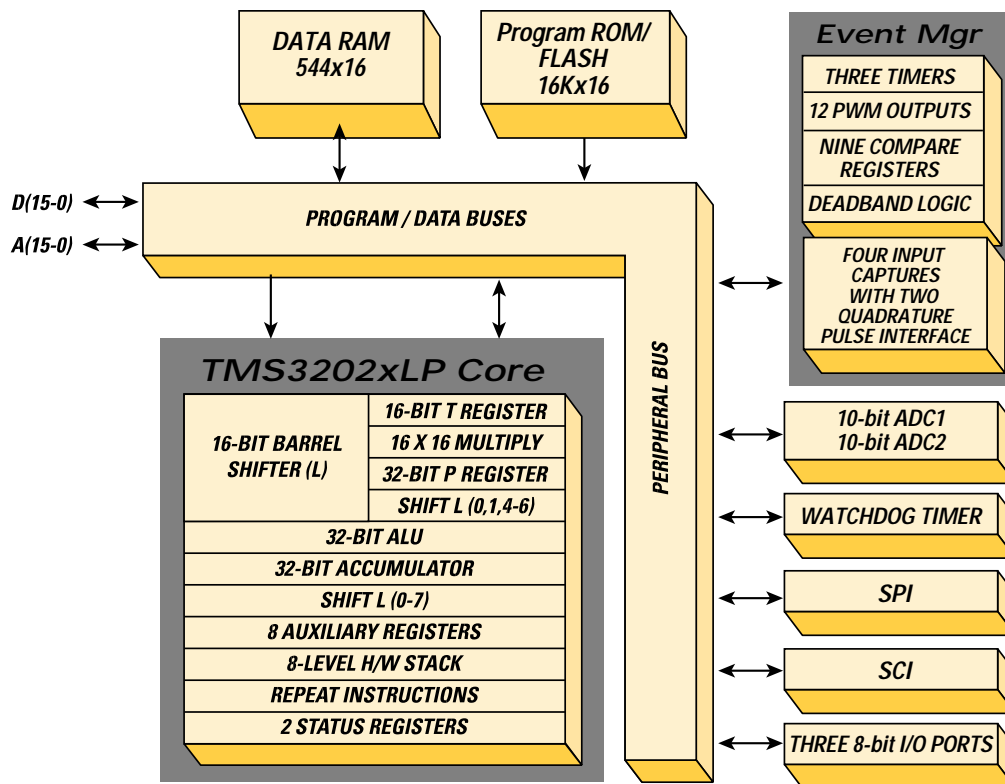 DATA RAM
544x16
Program ROM/
FLASH
16Kx16
Event Mgr
THREE TIMERS
12 PWM OUTPUTS
NINE COMPARE
REGISTERS
DEADBAND LOGIC
FOUR INPUT
CAPTURES
WITH TWO
QUADRATURE
PULSE INTERFACE
D(15-0)
A(15-0)
PROGRAM / DATA BUSES
PERIPHERAL BUS
TMS3202xLP Core
16-BIT BARREL
SHIFTER (L)
16-BIT T REGISTER
16 X 16 MULTIPLY
32-BIT P REGISTER
SHIFT L (0,1,4-6)
32-BIT ALU
32-BIT ACCUMULATOR
SHIFT L (0-7)
8 AUXILIARY REGISTERS
8-LEVEL H/W STACK
REPEAT INSTRUCTIONS
2 STATUS REGISTERS
10-bit ADC1
10-bit ADC2
WATCHDOG TIMER
SPI
SCI
THREE 8-bit I/O PORTS